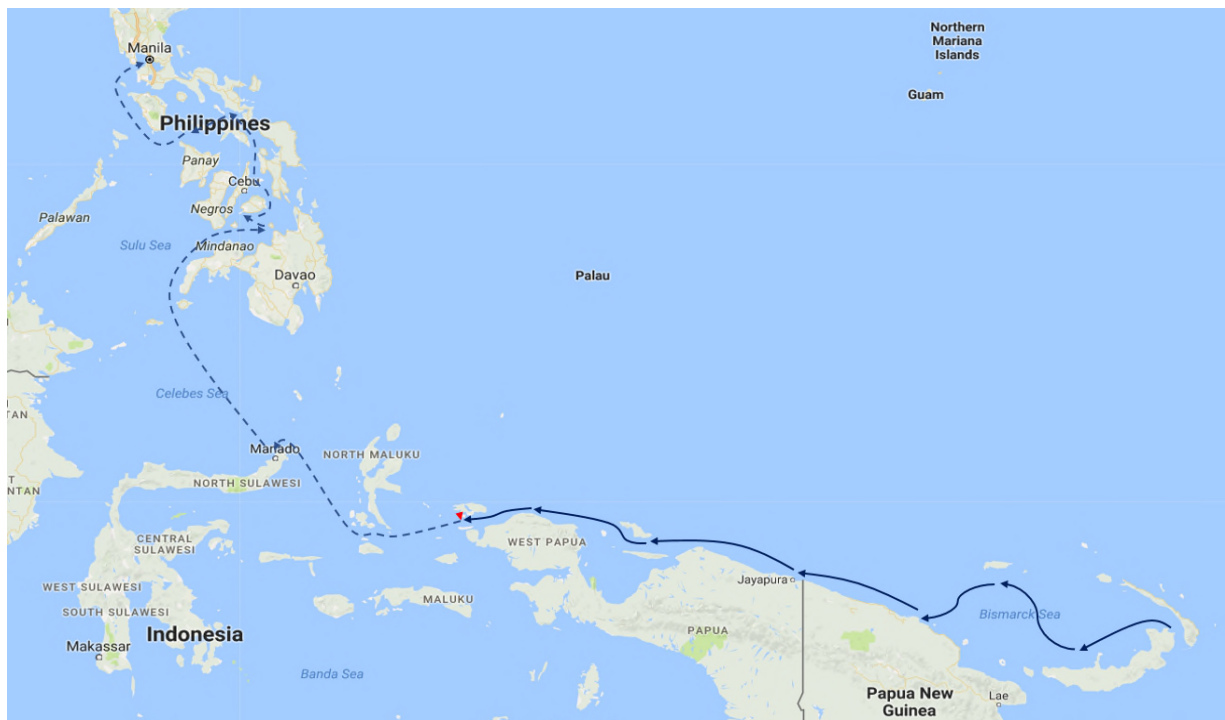 Northern
Mariana
Islands
Manila
Guam
Philippines
Panay
Cebu
Palawan
Negros
Sulu Sea
Mindanao
Davao
Palau
Celebes Sea
TAN
Manado
NORTH MALUKU
NORTH SULAWESI
T
NTAN
CENTRAL
SULAWESI
WEST PAPUA
Jayapura
WEST SULAWESI
MALUKU
SOUTH SULAWESI
Bismarck Sea
Indonesia
PAPUA
Makassar
Banda Sea
Papua New
Guinea
Lae